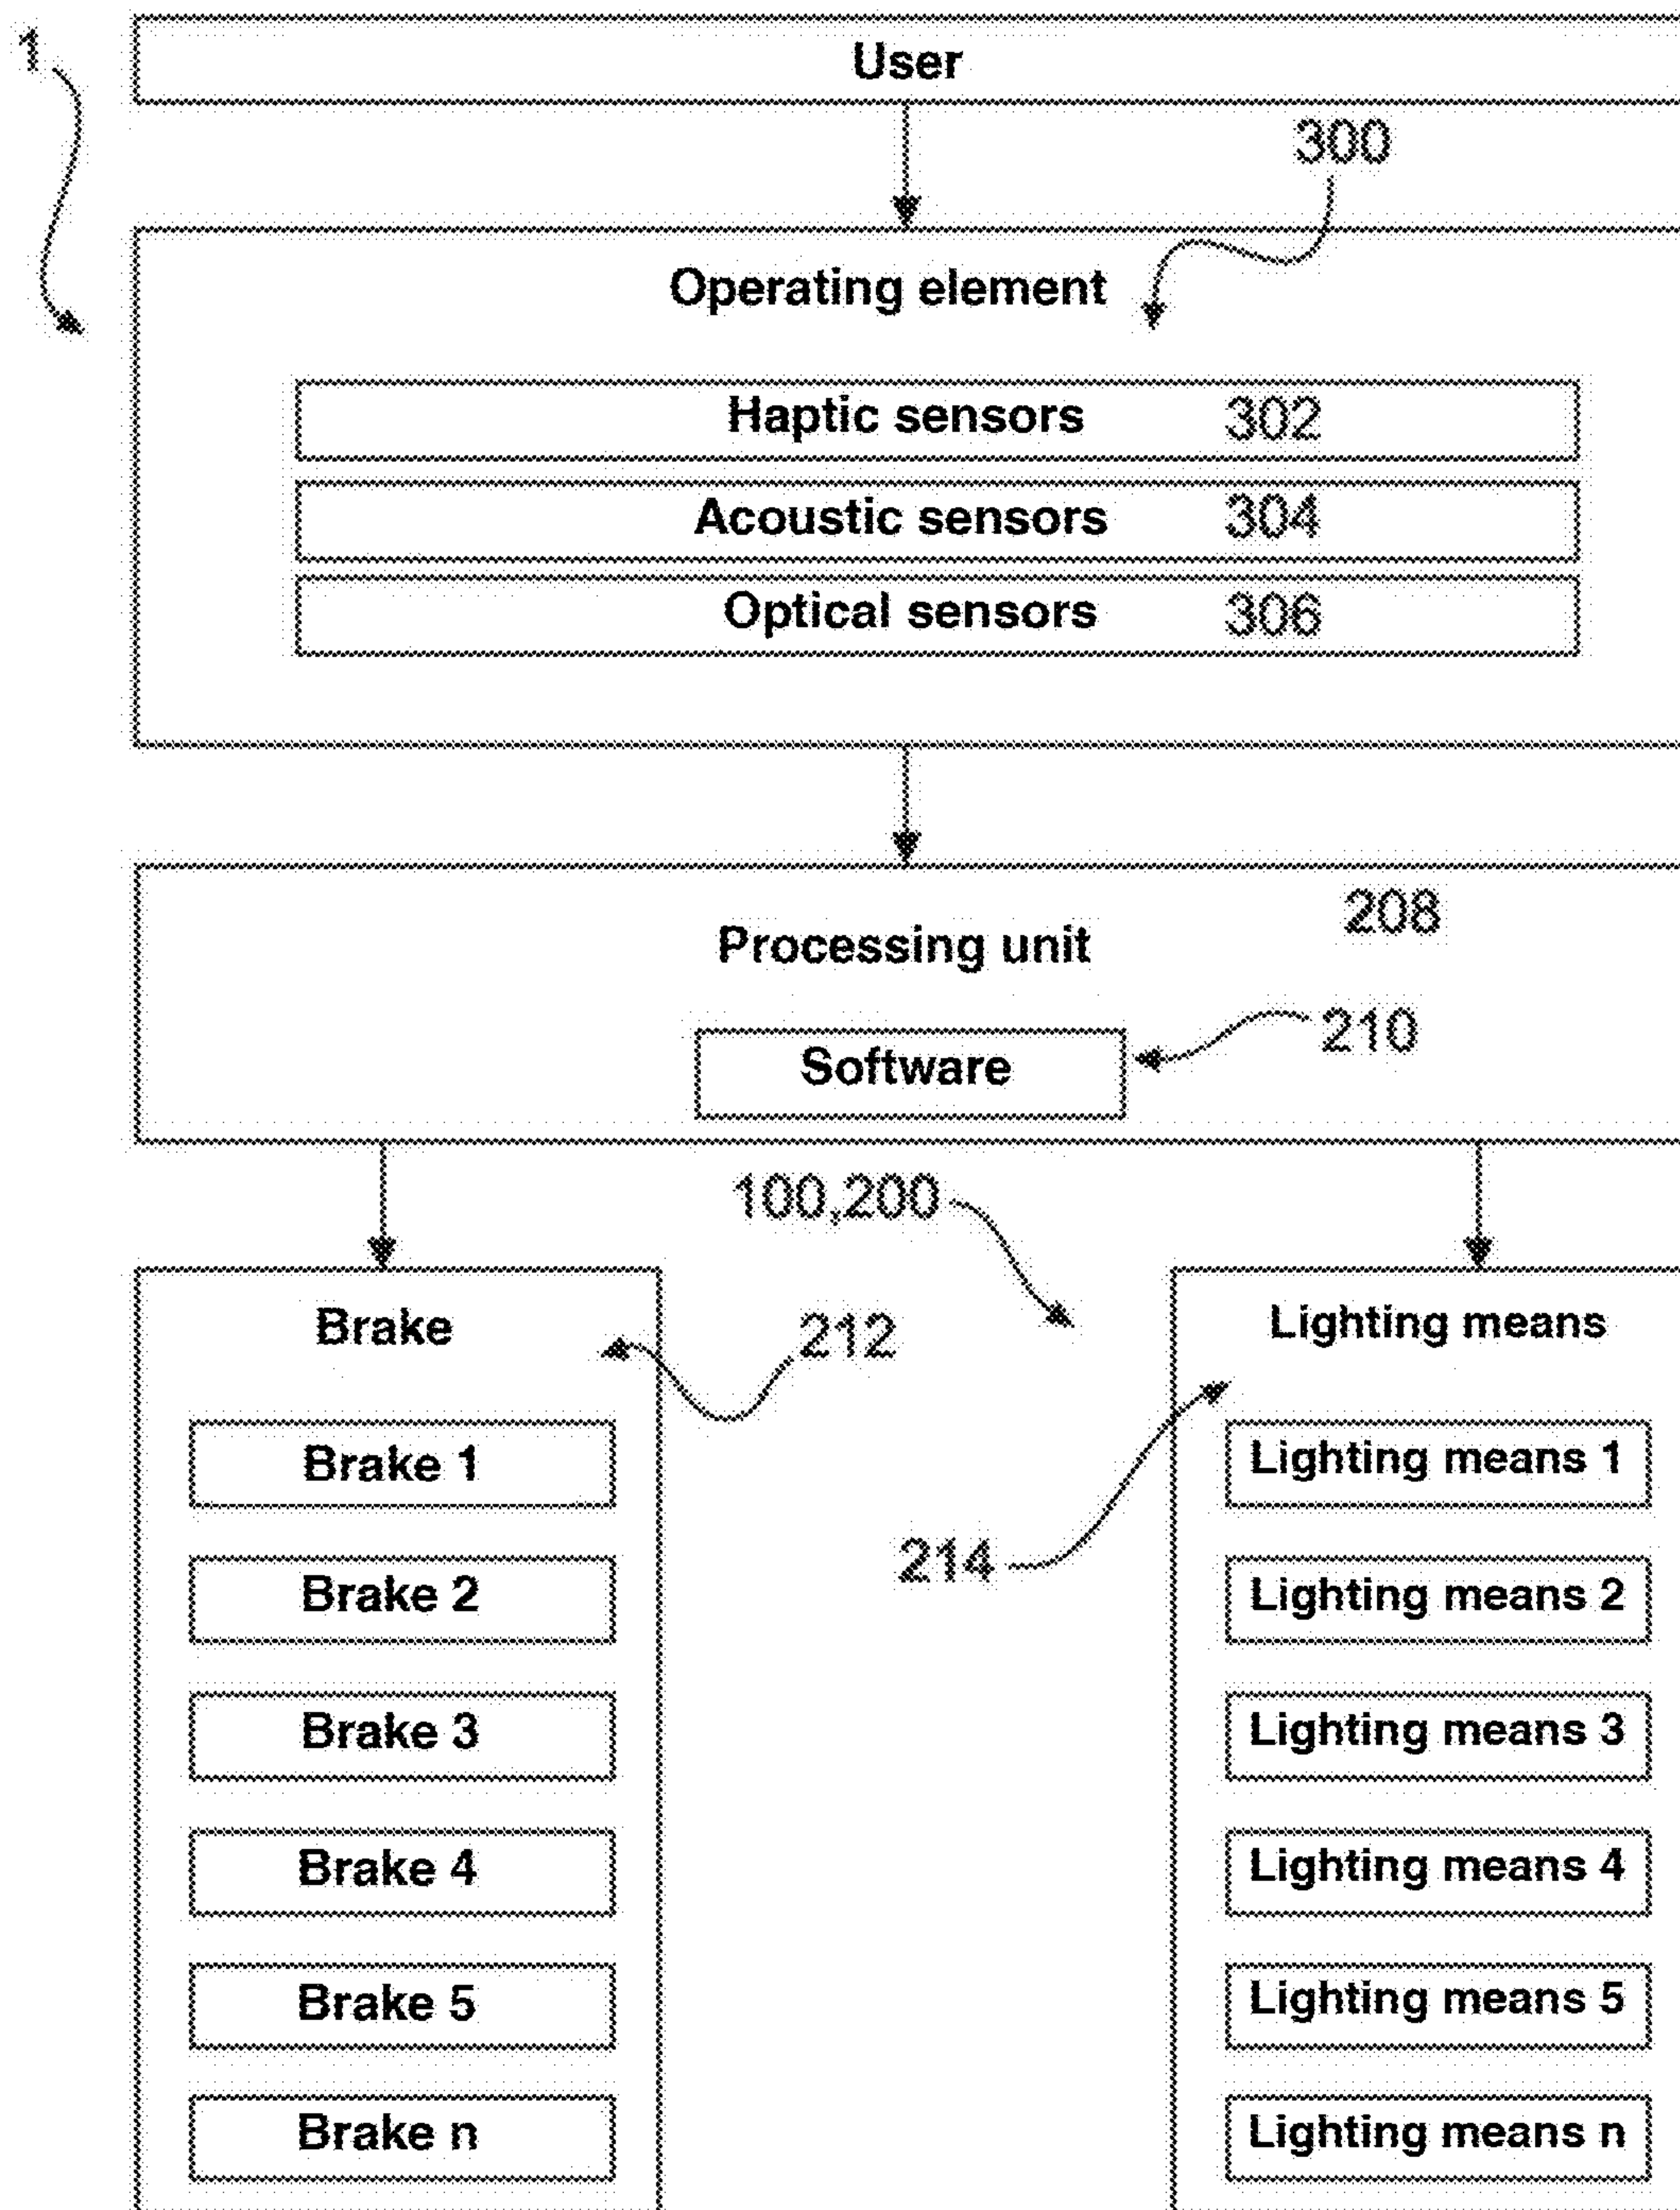 1
User
300
Operating element
Haptic sensors 302
Acoustic sensors 304
Optical sensors 306
208
Processing unit
Software
210
100,200
Brake
212
Lighting means
Brake 1
Lighting means 1
214
Brake 2
Lighting means 2
Brake 3
Lighting means 3
Brake 4
Lighting means 4
Brake 5
Lighting means 5
Brake n
Lighting means n